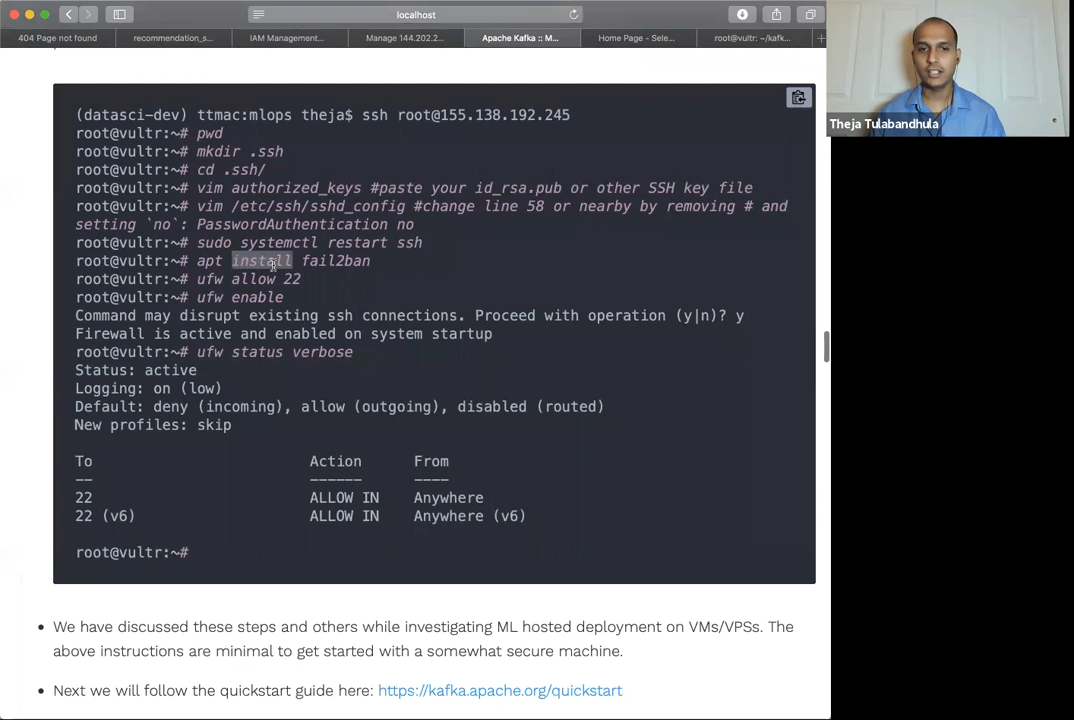 localhost
404 Page not found
recommendation_s...
IAM Management...
Manage 144.202.2...
Apache Kafka :: M...
Home Page - Sele...
root@vultr: ~/kafk...
Theja Tulabandhula
(datasci-dev) ttmac:mlops theja$ ssh root@155.138.192.245
root@vultr:~# pwd
root@vultr:~# mkdir .ssh
root@vultr:~# cd .ssh/
root@vultr:~# vim authorized_keys #paste your id_rsa.pub or other SSH key file
root@vultr:~# vim /etc/ssh/sshd_config #change line 58 or nearby by removing # and
setting `no`: PasswordAuthentication no
root@vultr:~# sudo systemctl restart ssh
root@vultr:~# apt install fail2ban
root@vultr:~# ufw allow 22
root@vultr:~# ufw enable
Command may disrupt existing ssh connections. Proceed with operation (y|n)? y
Firewall is active and enabled on system startup
root@vultr:~# ufw status verbose
Status: active
Logging: on (low)
Default: deny (incoming), allow (outgoing), disabled (routed)
New profiles: skip
To Action From
-- ------ ----
22 ALLOW IN Anywhere
22 (v6) ALLOW IN Anywhere (v6)
root@vultr:~#
• We have discussed these steps and others while investigating ML hosted deployment on VMs/VPSs. The
above instructions are minimal to get started with a somewhat secure machine.
• Next we will follow the quickstart guide here: https://kafka.apache.org/quickstart